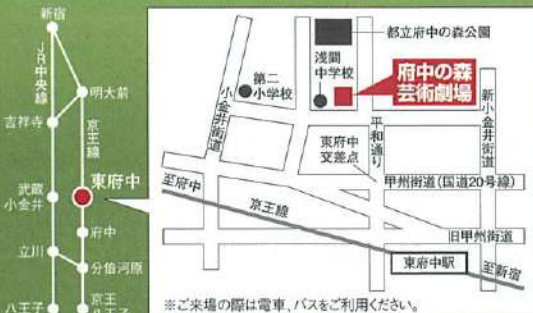 新宿
JR中央線
明大前
吉祥寺
京王線
東府中
武蔵
小金井
府中
立川
分倍河原
八王子
京王
都立府中の森公園
浅間
中学校
府中の森
芸術劇場
第二
小学校
小金井街道
平和通り
新小金井街道
東府中
交差点
甲州街道(国道20号線)
至府中
京王線
旧甲州街道
東府中駅
至新宿
※ご来場の際は電車、バスをご利用ください。